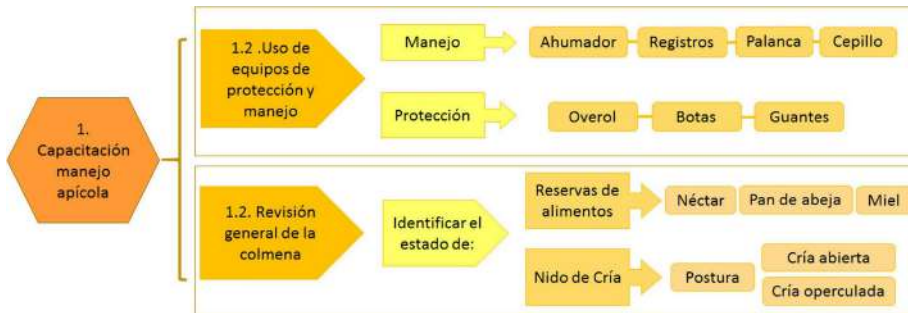 1.
Capacitación
manejo
apícola
1.2 .Uso de
equipos de
protección y
manejo
Manejo
Ahumador
Registros
Palanca
Cepillo
Protección
Overol
Botas
Guantes
1.2. Revisión
general de la
colmena
Identificar el
estado de:
Reservas de
alimentos
Néctar
Pan de abeja
Miel
Nido de Cría
Postura
Cría abierta
Cría operculada